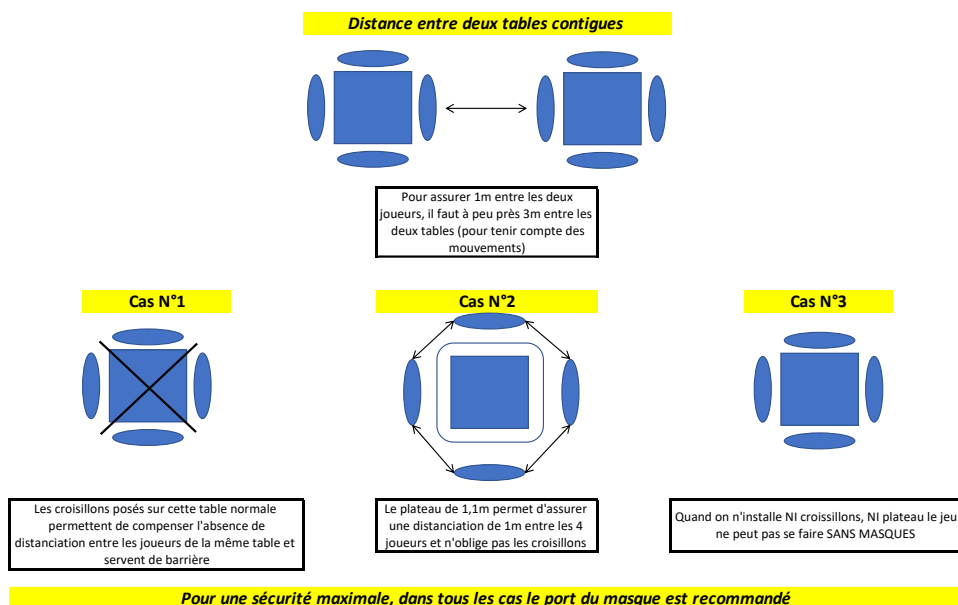 Distance entre deux tables contigues
Pour assurer 1m entre les deux
joueurs, il faut à peu près 3m entre les
deux tables (pour tenir compte des
mouvements)
Cas N°1
Cas N°2
Cas N°3
Les croisillons posés sur cette table normale
permettent de compenser l'absence de
distanciation entre les joueurs de la même table et
servent de barrière
Le plateau de 1,1m permet d'assurer
une distanciation de 1m entre les 4
joueurs et n'oblige pas les croisillons
Quand on n'installe NI croissillons, NI plateau le jeu
ne peut pas se faire SANS MASQUES
Pour une sécurité maximale, dans tous les cas le port du masque est recommandé